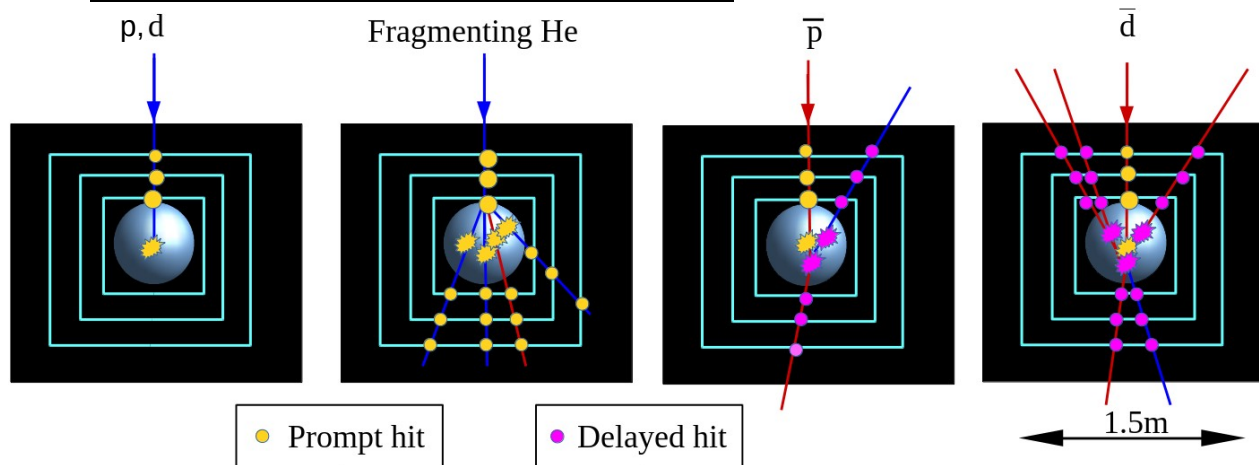 p, d
Fragmenting He
p̅
d̅
Prompt hit
Delayed hit
1.5m